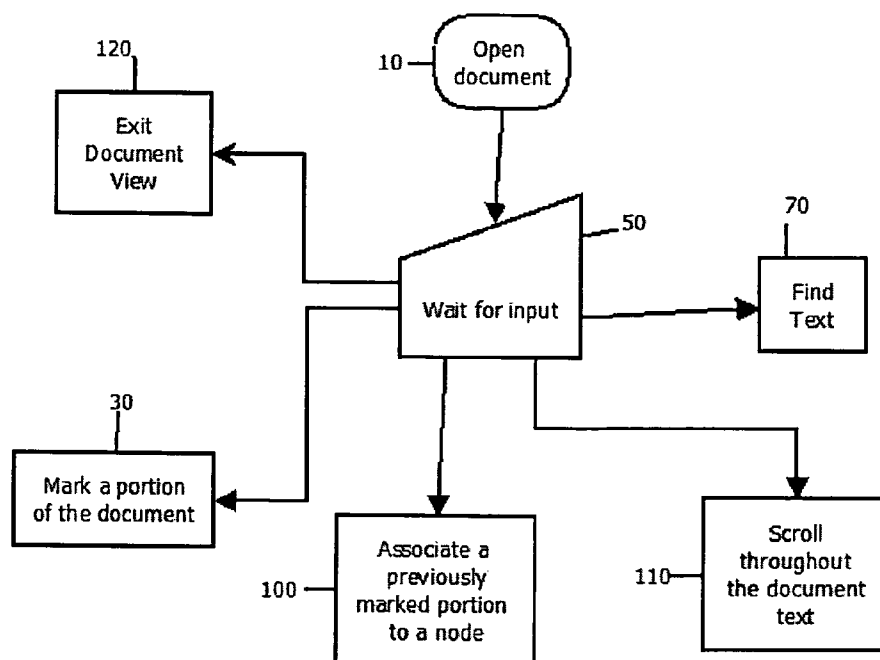 120
Exit
Document
View
10
Open
document
50
Wait for input
70
Find
Text
30
Mark a portion
of the document
100
Associate a
previously
marked portion
to a node
110
Scroll
throughout
the document
text